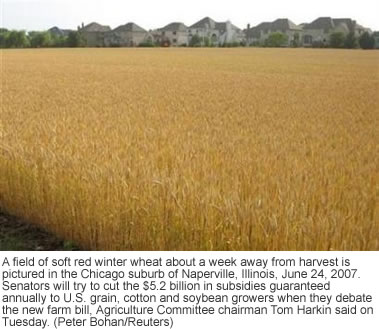 A field of soft red winter wheat about a week away from harvest is
pictured in the Chicago suburb of Naperville, Illinois, June 24, 2007.
Senators will try to cut the $5.2 billion in subsidies guaranteed
annually to U.S. grain, cotton and soybean growers when they debate
the new farm bill, Agriculture Committee chairman Tom Harkin said on
Tuesday. (Peter Bohan/Reuters)